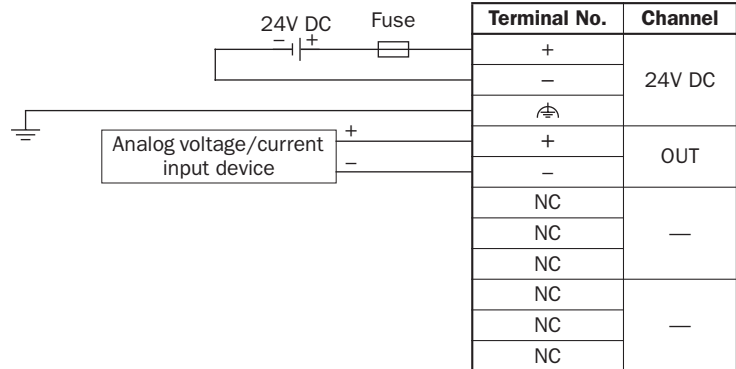 24V DC
Fuse
− +
Terminal No. Channel
+
−
24V DC
+
−
OUT
Analog voltage/current
input device
+
−
NC
NC
NC
—
NC
NC
NC
—